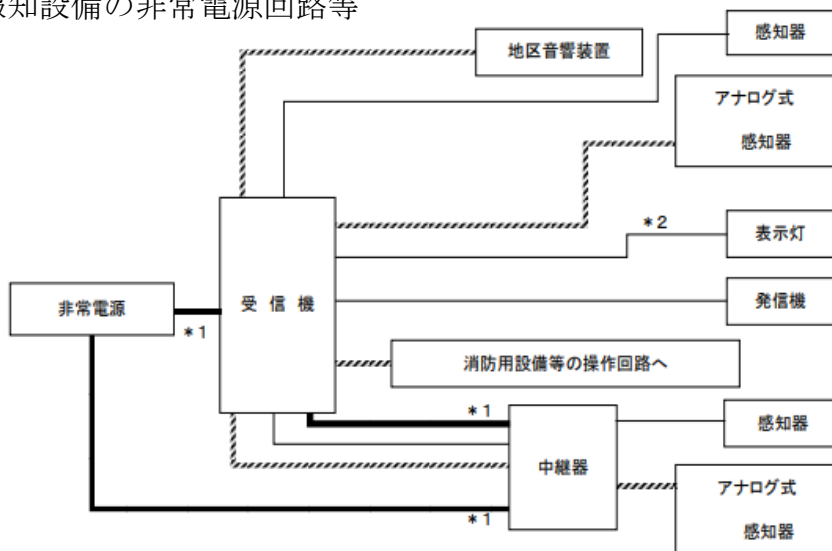 報知設備の非常電源回路等
感知器
地区音響装置
アナログ式
感知器
*2
表示灯
非常電源
*1
受信機
発信機
消防用設備等の操作回路へ
*1
感知器
中継器
アナログ式
*1
感知器